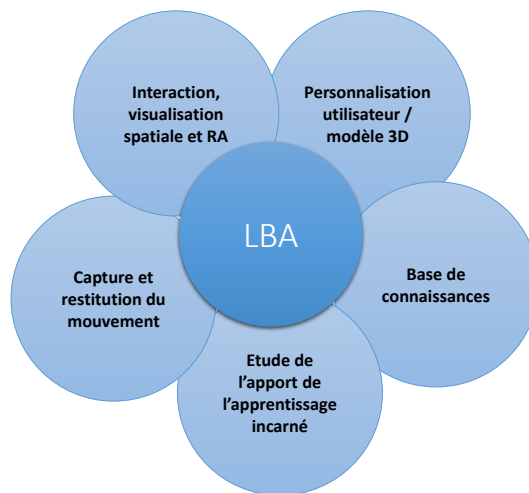 Interaction,
visualisation
spatiale et RA
Personnalisation
utilisateur /
modèle 3D
LBA
Capture et
restitution du
mouvement
Base de
connaissances
Etude de
l'apport de
l'apprentissage
incarné